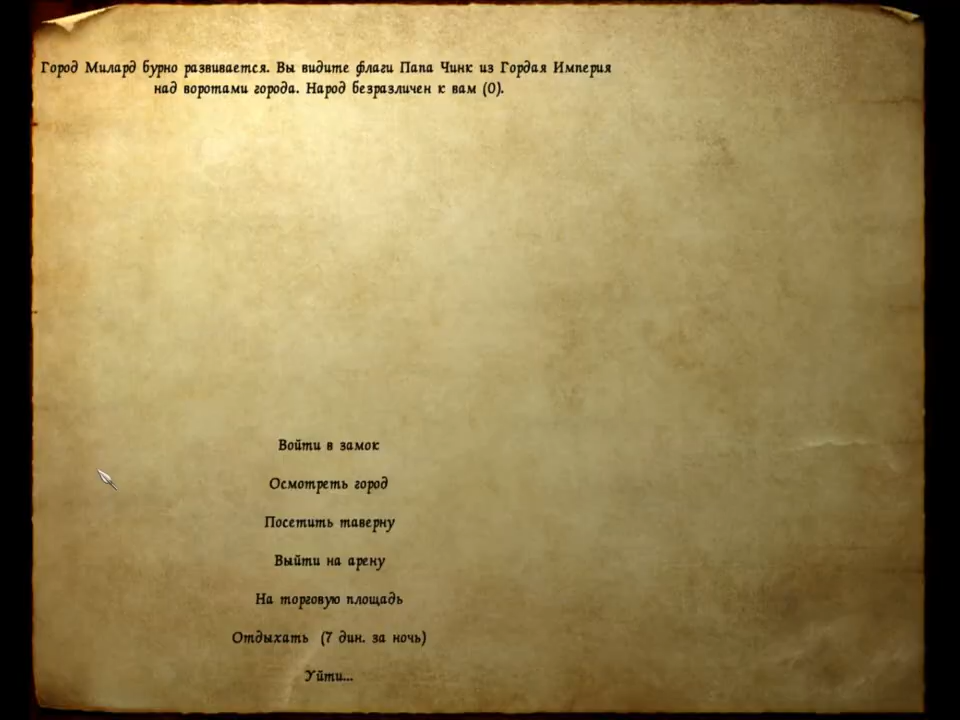 Город Милард бурно развивается. Вы видите флаги Папа Чинк из Гордая Империя
над воротами города. Народ безразличен к вам (0).
Войти в замок
Осмотреть город
Посетить таверну
Выйти на арену
На торговую площадь
Отдыхать (7 дин. за ночь)
Уйти...